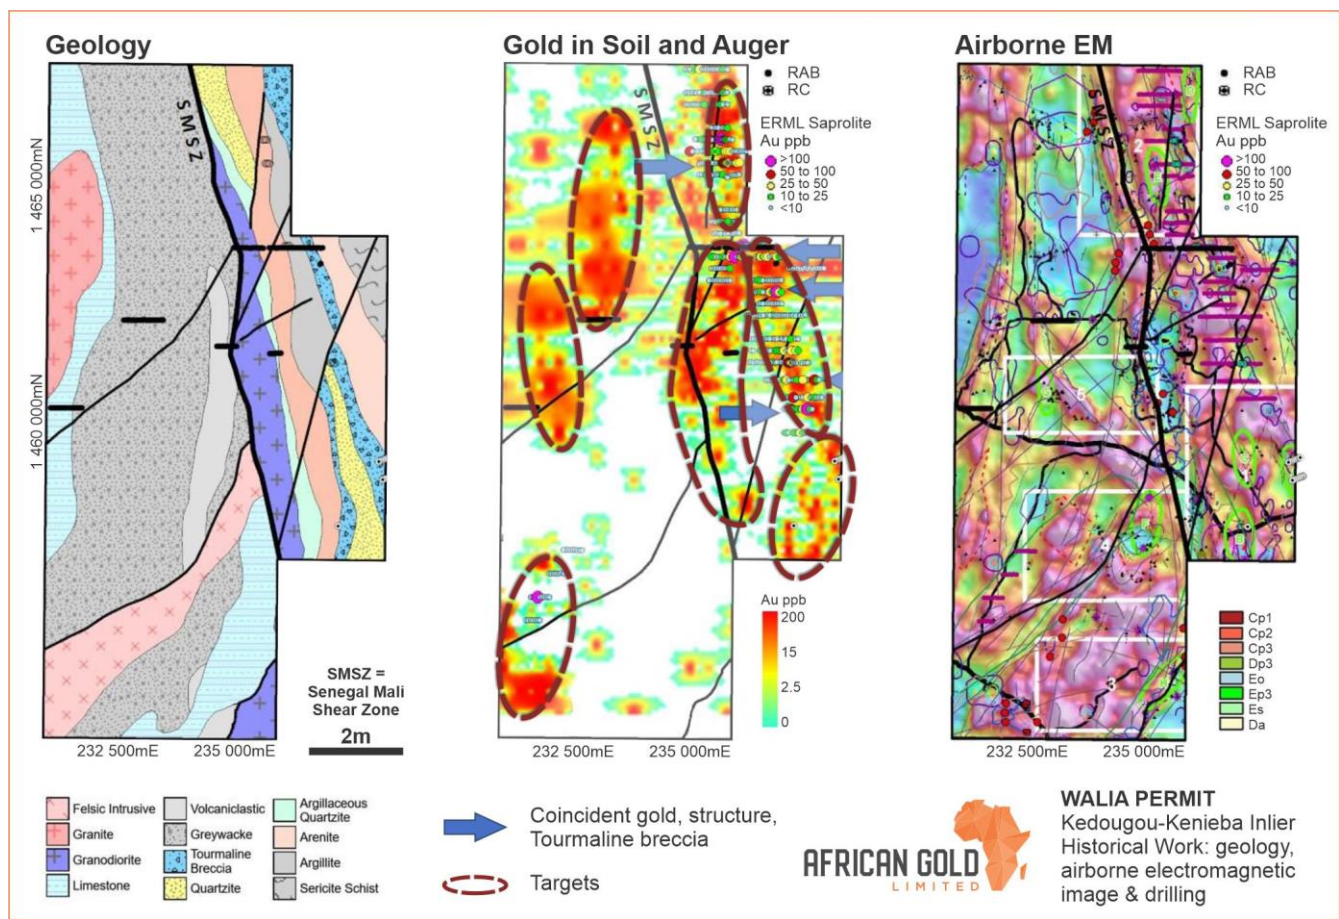 Geology
SMSZ
1 465 000mN
1 460 000mN
232 500mE
235 000mE
SMSZ =
Senegal Mali
Shear Zone
2m
Gold in Soil and Auger
SMSZ
RAB
RC
ERML Saprolite
Au ppb
>100
50 to 100
25 to 50
10 to 25
<10
Au ppb
200
15
2.5
0
232 500mE
235 000mE
Airborne EM
SMSZ
2
5
4
3
RAB
RC
ERML Saprolite
Au ppb
>100
50 to 100
25 to 50
10 to 25
<10
Cp1
Cp2
Cp3
Dp3
Eo
Ep3
Es
Da
232 500mE
235 000mE
Felsic Intrusive
Granite
Granodiorite
Limestone
Volcaniclastic
Greywacke
Tourmaline
Breccia
Quartzite
Argillaceous
Quartzite
Arenite
Argillite
Sericite Schist
Coincident gold, structure,
Tourmaline breccia
Targets
AFRICAN GOLD
LIMITED
WALIA PERMIT
Kedougou-Kenieba Inlier
Historical Work: geology,
airborne electromagnetic
image & drilling